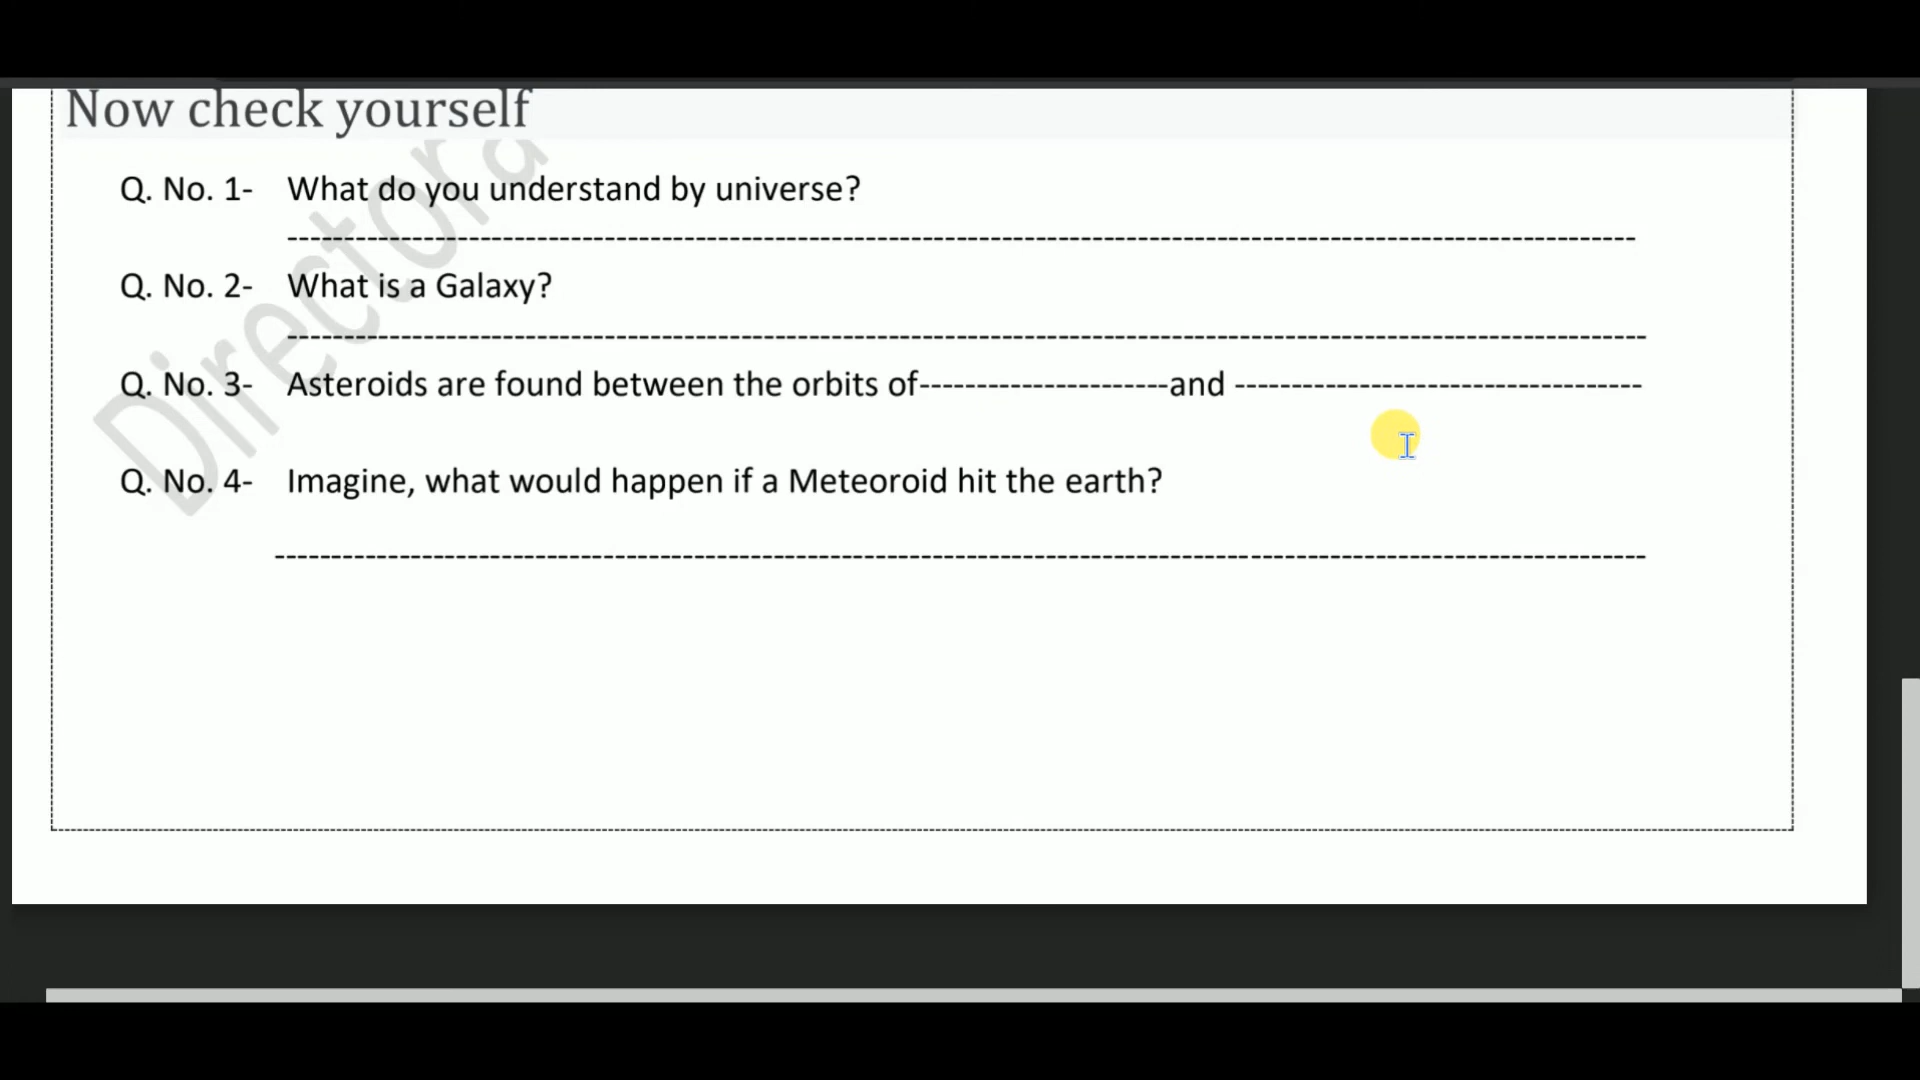 Now check yourself
Q. No. 1- What do you understand by universe?
-----------------------------------------------------------------------------------------------------------------------
Q. No. 2- What is a Galaxy?
------------------------------------------------------------------------------------------------------------------------
Q. No. 3- Asteroids are found between the orbits of----------------------and ------------------------------------
Q. No. 4- Imagine, what would happen if a Meteoroid hit the earth?
-------------------------------------------------------------------------------------------------------------------------